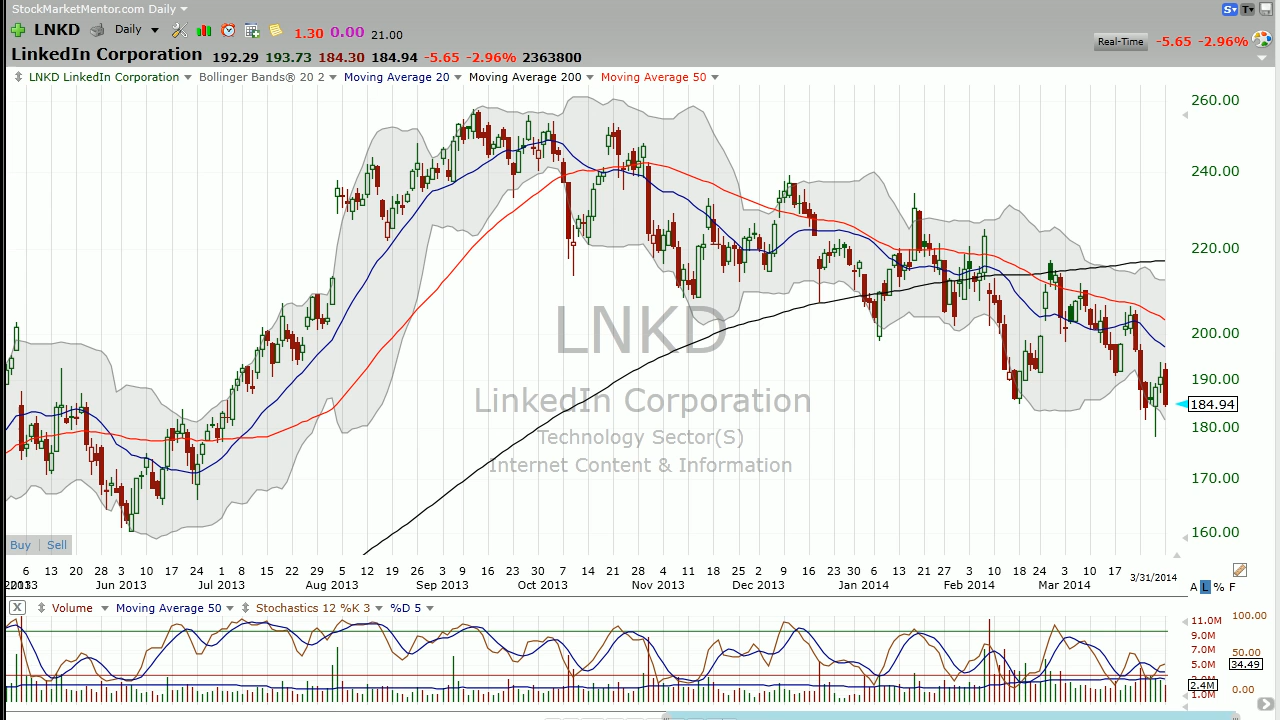 StockMarketMentor.com Daily
S T
LNKD Daily 1.30 0.00 21.00
LinkedIn Corporation 192.29 193.73 184.30 184.94 -5.65 -2.96% 2363800
Real-Time -5.65 -2.96%
LNKD LinkedIn Corporation Bollinger Bands® 20 2 Moving Average 20 Moving Average 200 Moving Average 50
260.00
240.00
220.00
200.00
190.00
184.94
180.00
170.00
160.00
LNKD
LinkedIn Corporation
Technology Sector(S)
Internet Content & Information
Buy Sell
6 13 20 28 10 17 24 8 15 22 29 5 12 19 26 9 16 23 30 7 14 21 28 4 11 18 25 2 9 16 23 30 6 13 21 27 3 10 18 24 3 10 17
2013 Jun 2013 Jul 2013 Aug 2013 Sep 2013 Oct 2013 Nov 2013 Dec 2013 Jan 2014 Feb 2014 Mar 2014 3/31/2014
A L % F
X Volume Moving Average 50 Stochastics 12 %K 3 %D 5
11.0M 100.00
9.0M
7.0M 50.00
5.0M 34.49
2.4M 0.00
1.0M